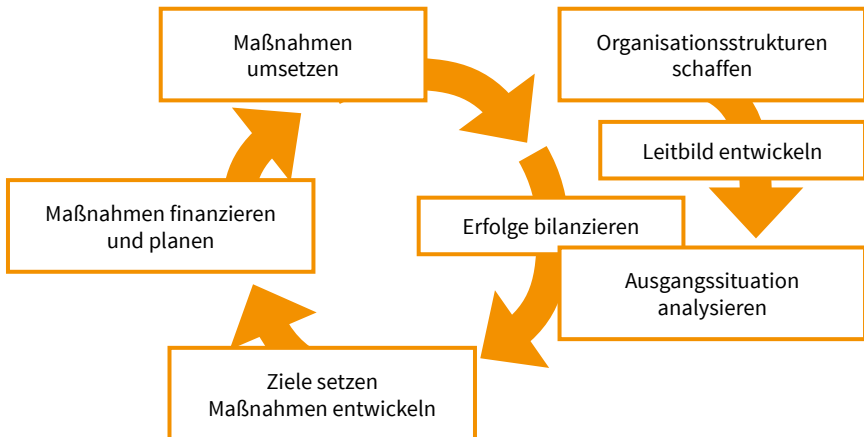 Maßnahmen
umsetzen
Organisationsstrukturen
schaffen
Leitbild entwickeln
Maßnahmen finanzieren
und planen
Erfolge bilanzieren
Ausgangssituation
analysieren
Ziele setzen
Maßnahmen entwickeln